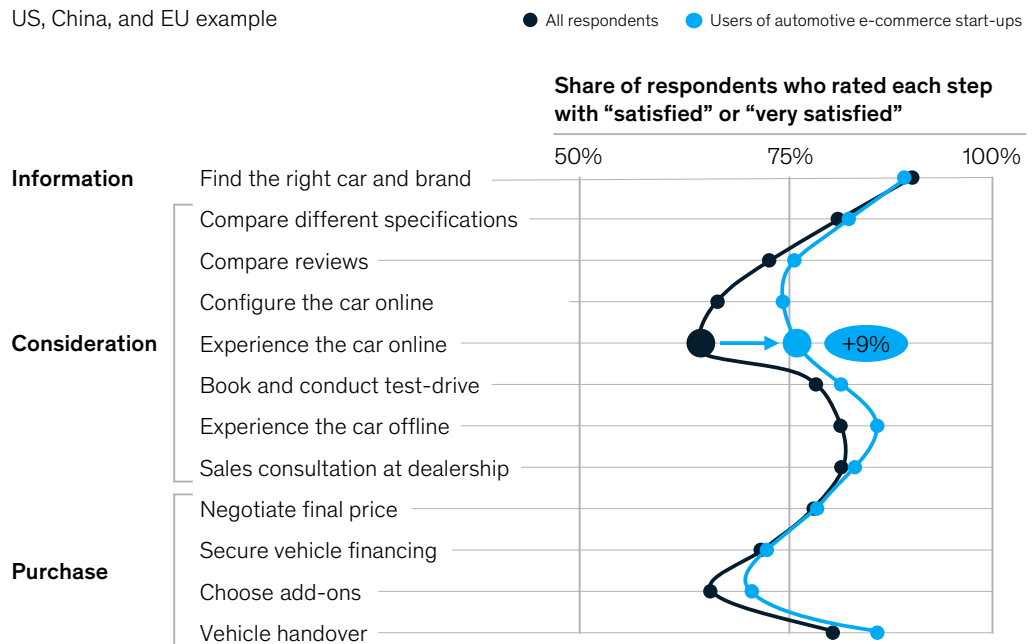 US, China, and EU example
All respondents
Users of automotive e-commerce start-ups
Share of respondents who rated each step
with “satisfied” or “very satisfied”
50%
75%
100%
Information
Find the right car and brand
Compare different specifications
Compare reviews
Configure the car online
Consideration
Experience the car online
+9%
Book and conduct test-drive
Experience the car offline
Sales consultation at dealership
Negotiate final price
Secure vehicle financing
Purchase
Choose add-ons
Vehicle handover